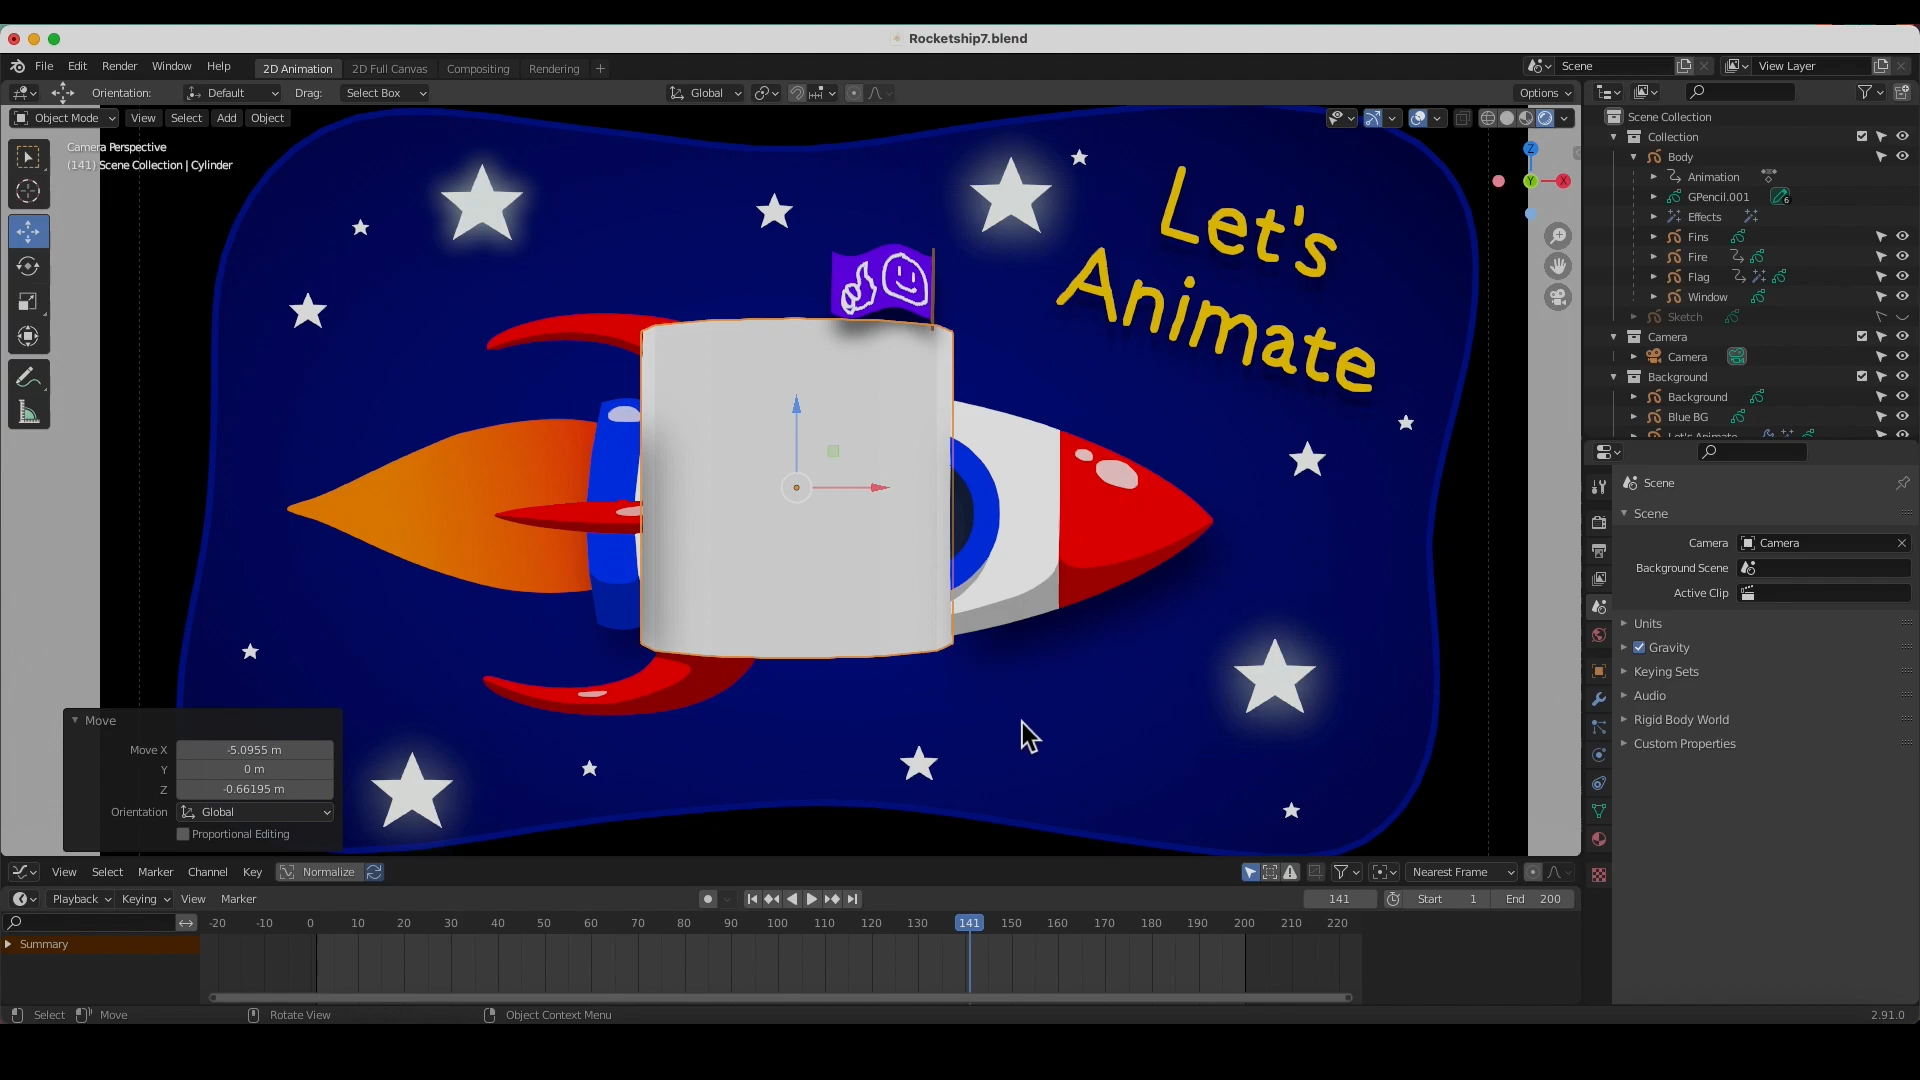 Rocketship7.blend
File Edit Render Window Help 2D Animation 2D Full Canvas Compositing Rendering + Scene View Layer
Orientation: Default Drag: Select Box Global Options
Object Mode View Select Add Object
Camera Perspective
(141) Scene Collection | Cylinder
Let's
Animate
Z
Y
X
Scene Collection
Collection
Body
Animation
GPencil.001 6
Effects
Fins
Fire
Flag
Window
Sketch
Camera
Camera
Background
Background
Blue BG
Let's Animate
Scene
Scene
Camera Camera
Background Scene
Active Clip
Units
Gravity
Keying Sets
Audio
Rigid Body World
Custom Properties
Move
Move X -5.0955 m
Y 0 m
Z -0.66195 m
Orientation Global
Proportional Editing
View Select Marker Channel Key Normalize Nearest Frame
Playback Keying View Marker 141 Start 1 End 200
-20 -10 0 10 20 30 40 50 60 70 80 90 100 110 120 130 141 150 160 170 180 190 200 210 220
Summary
Select Move Rotate View Object Context Menu 2.91.0